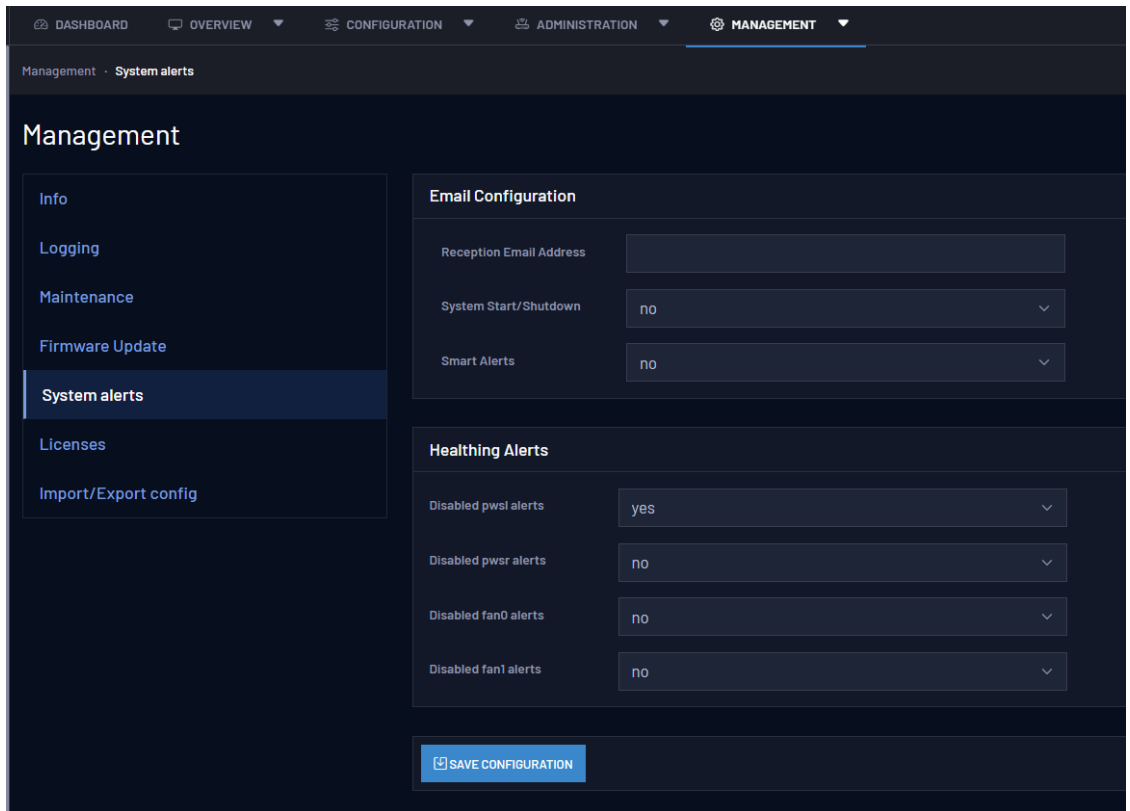 DASHBOARD OVERVIEW CONFIGURATION ADMINISTRATION MANAGEMENT
Management · System alerts
Management
Info
Logging
Maintenance
Firmware Update
System alerts
Licenses
Import/Export config
Email Configuration
Reception Email Address
System Start/Shutdown no
Smart Alerts no
Healthing Alerts
Disabled pwsl alerts yes
Disabled pwsr alerts no
Disabled fan0 alerts no
Disabled fan1 alerts no
SAVE CONFIGURATION